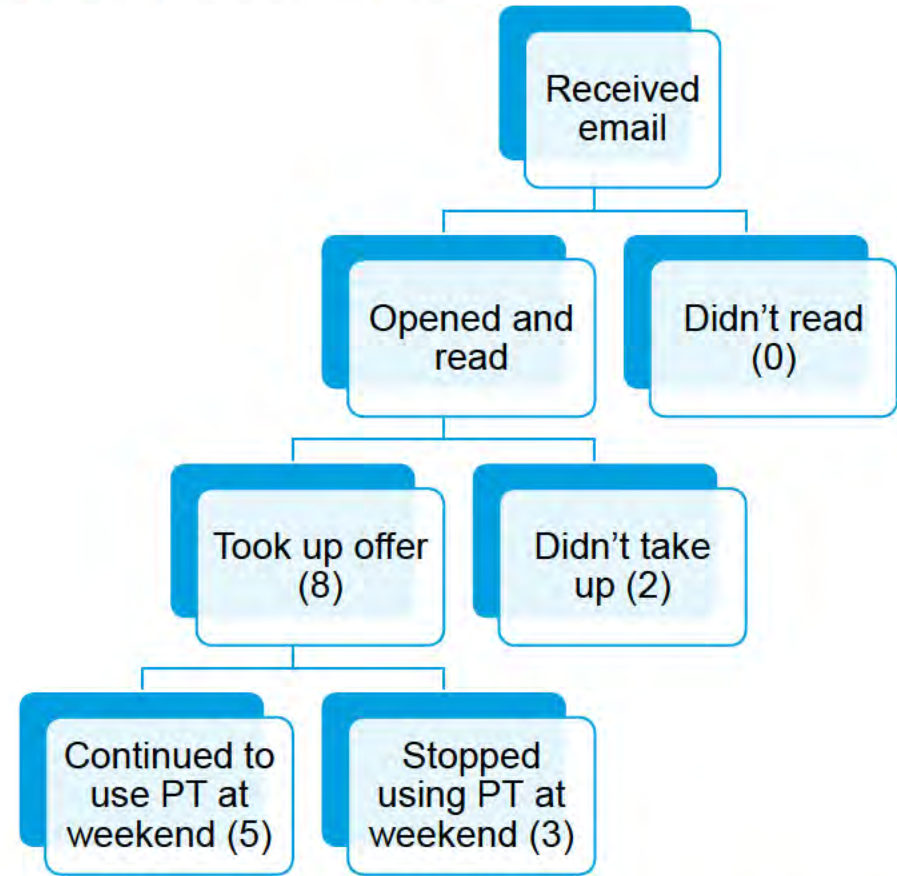 Received
email
Opened and
read
Didn’t read
(0)
Took up offer
(8)
Didn’t take
up (2)
Continued to
use PT at
weekend (5)
Stopped
using PT at
weekend (3)